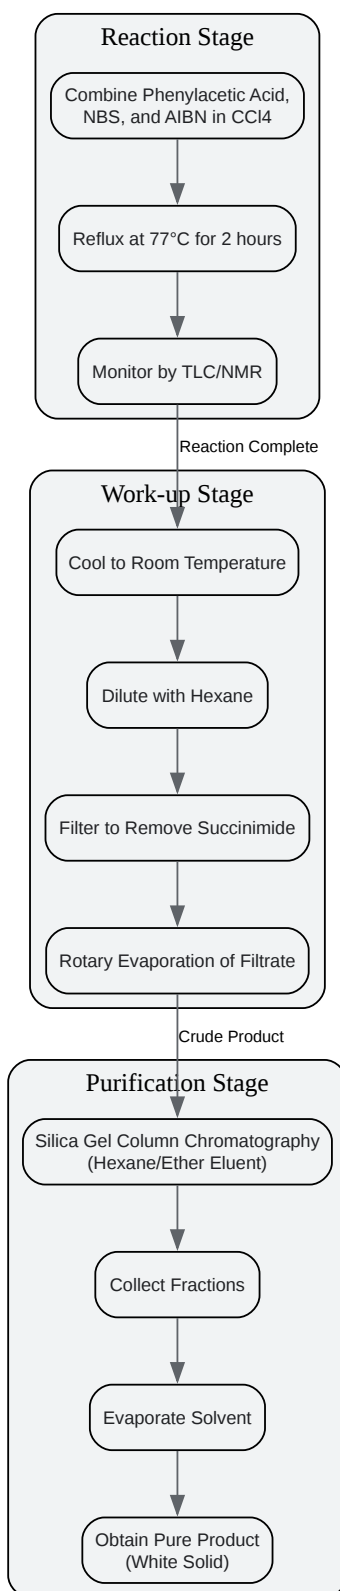 Reaction Stage
Combine Phenylacetic Acid,
NBS, and AIBN in CCl4
Reflux at 77°C for 2 hours
Monitor by TLC/NMR
Reaction Complete
Work-up Stage
Cool to Room Temperature
Dilute with Hexane
Filter to Remove Succinimide
Rotary Evaporation of Filtrate
Crude Product
Purification Stage
Silica Gel Column Chromatography
(Hexane/Ether Eluent)
Collect Fractions
Evaporate Solvent
Obtain Pure Product
(White Solid)